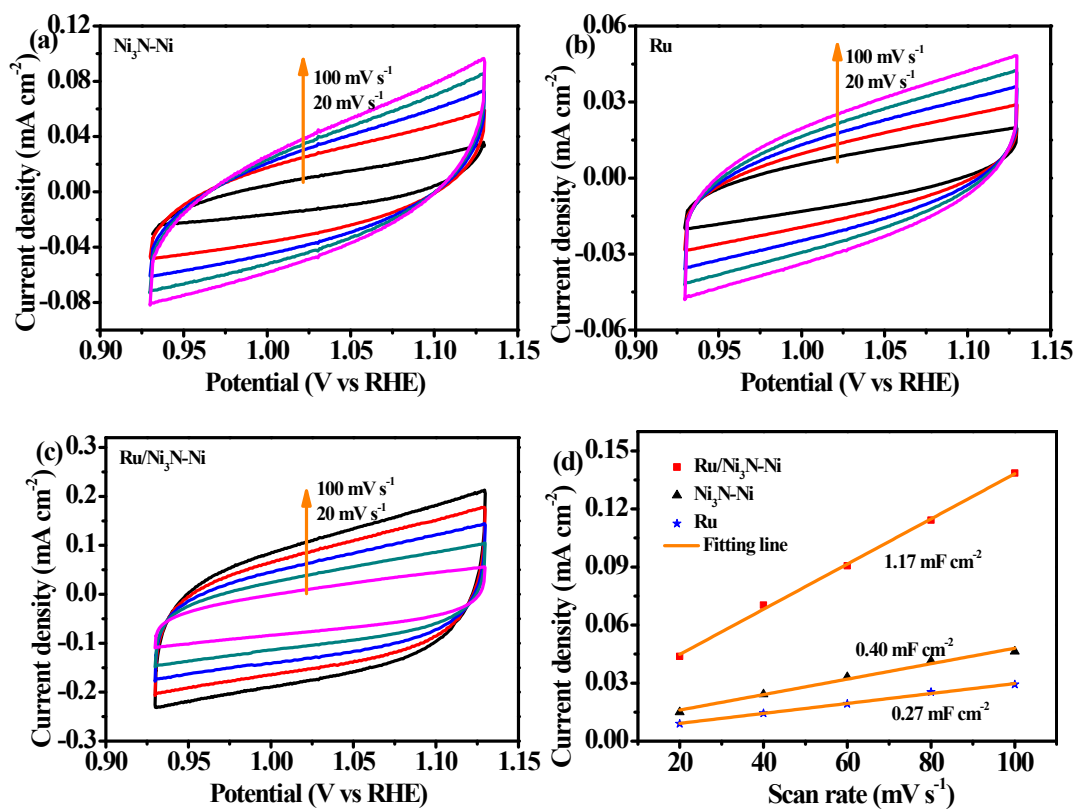 (a)
Ni₃N-Ni
100 mV s⁻¹
20 mV s⁻¹
0.12
0.08
0.04
0.00
-0.04
-0.08
0.90 0.95 1.00 1.05 1.10 1.15
Current density (mA cm⁻²)
Potential (V vs RHE)
(b)
Ru
100 mV s⁻¹
20 mV s⁻¹
0.06
0.03
0.00
-0.03
-0.06
0.90 0.95 1.00 1.05 1.10 1.15
Current density (mA cm⁻²)
Potential (V vs RHE)
(c)
Ru/Ni₃N-Ni
100 mV s⁻¹
20 mV s⁻¹
0.3
0.2
0.1
0.0
-0.1
-0.2
-0.3
0.90 0.95 1.00 1.05 1.10 1.15
Current density (mA cm⁻²)
Potential (V vs RHE)
(d)
Ru/Ni₃N-Ni
Ni₃N-Ni
Ru
Fitting line
1.17 mF cm⁻²
0.40 mF cm⁻²
0.27 mF cm⁻²
0.15
0.12
0.09
0.06
0.03
0.00
20 40 60 80 100
Current density (mA cm⁻²)
Scan rate (mV s⁻¹)